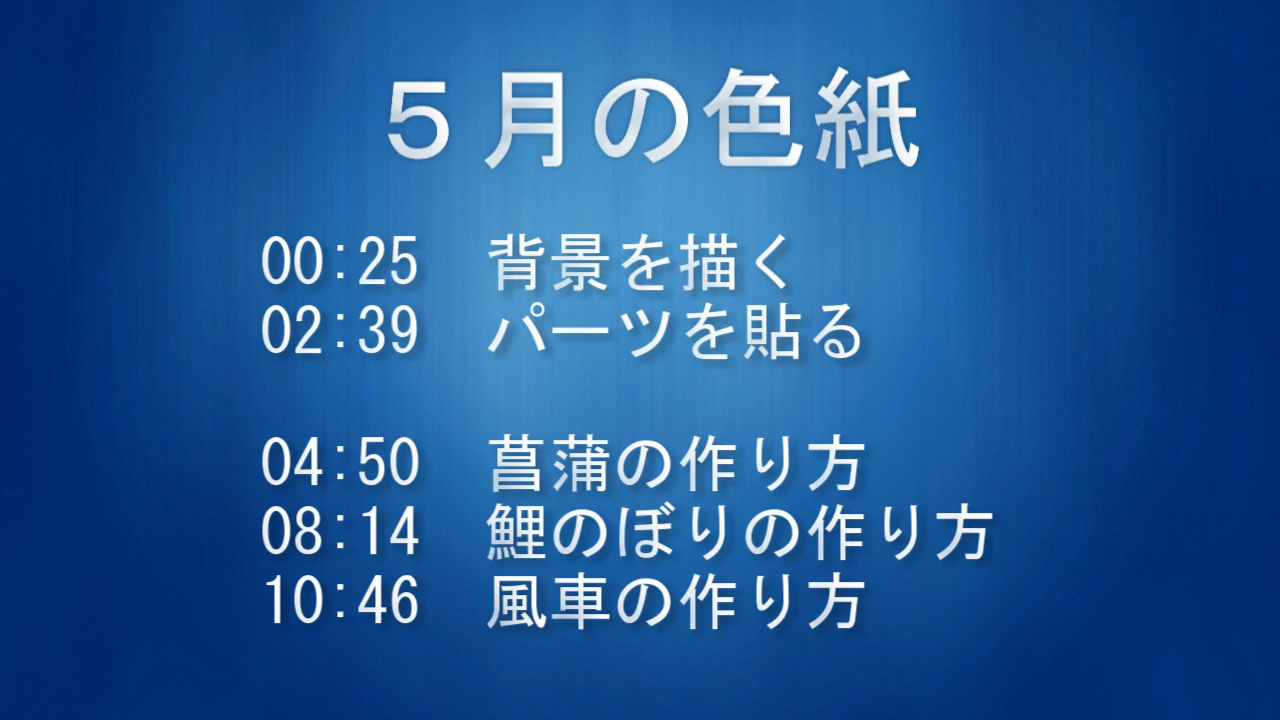 ５月の色紙
00:25　背景を描く
02:39　パーツを貼る
04:50　菖蒲の作り方
08:14　鯉のぼりの作り方
10:46　風車の作り方